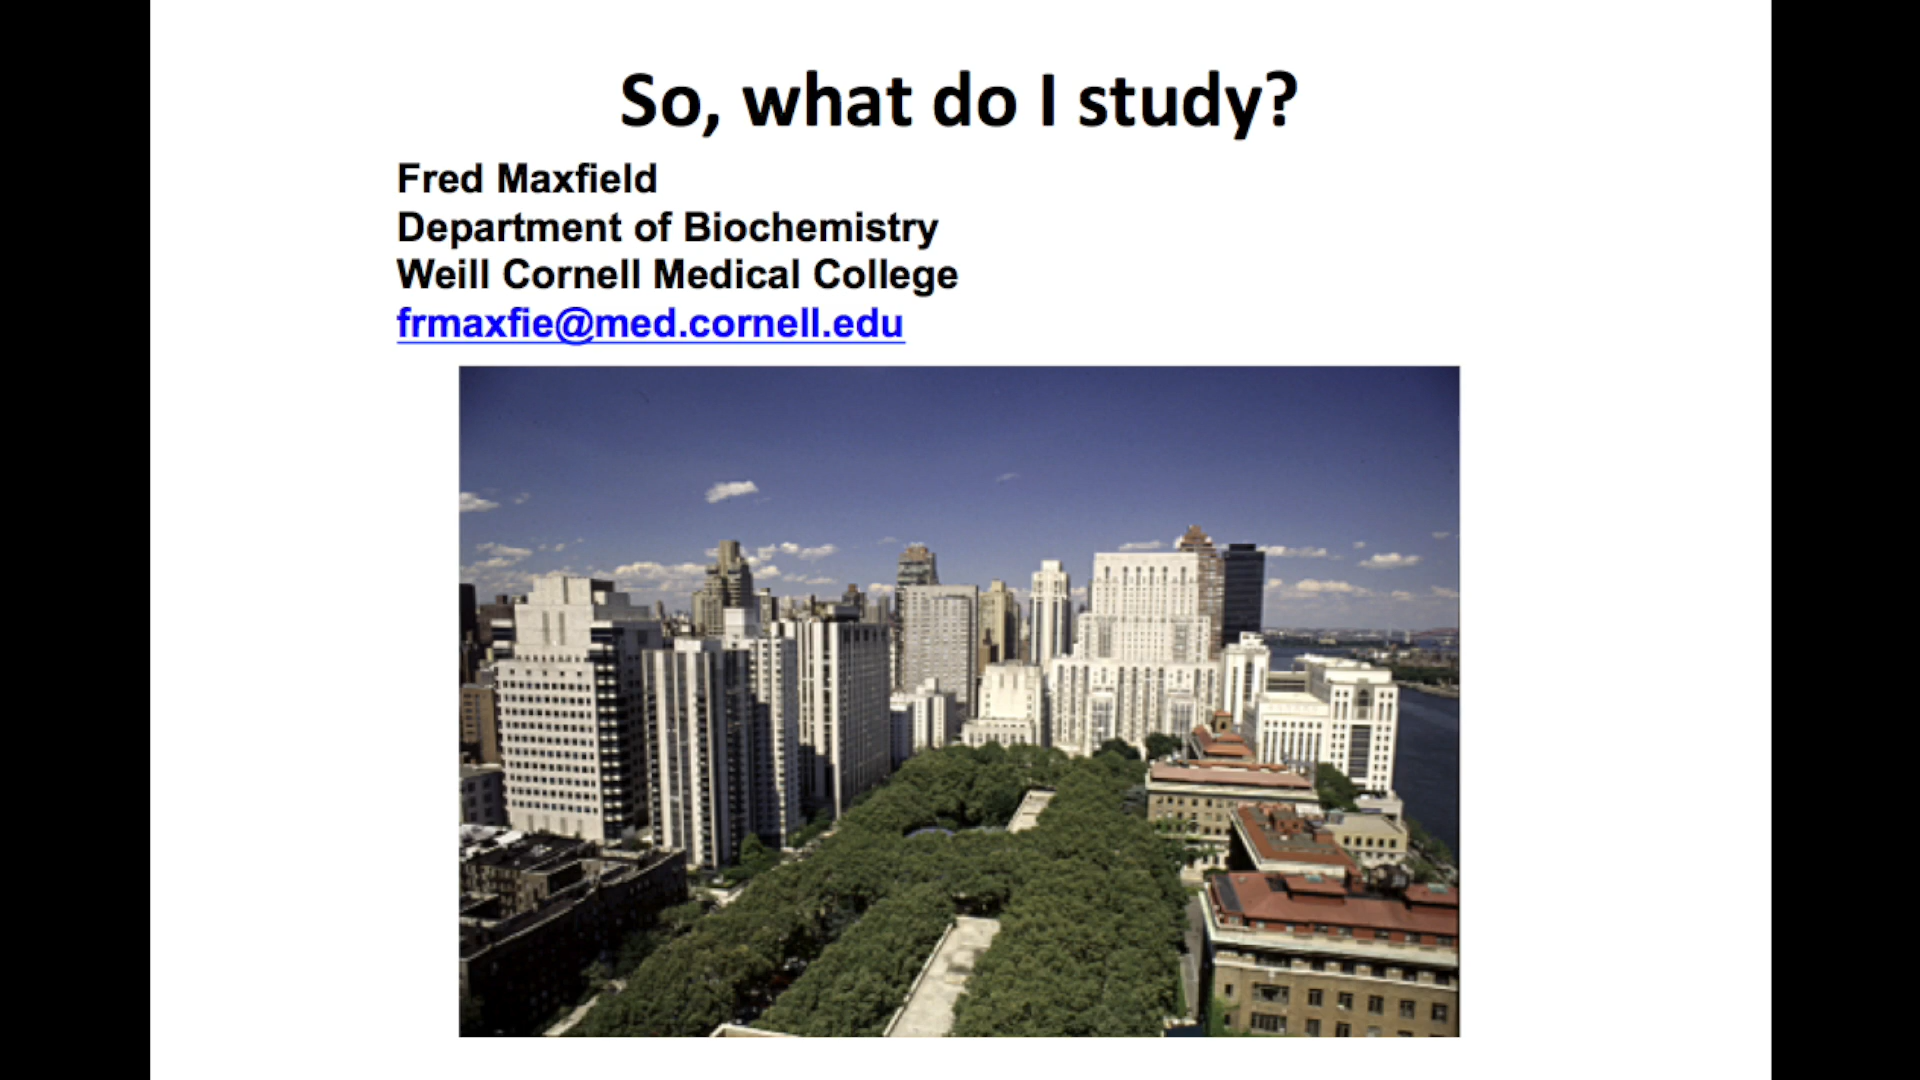 So, what do I study?
Fred Maxfield
Department of Biochemistry
Weill Cornell Medical College
frmaxfie@med.cornell.edu